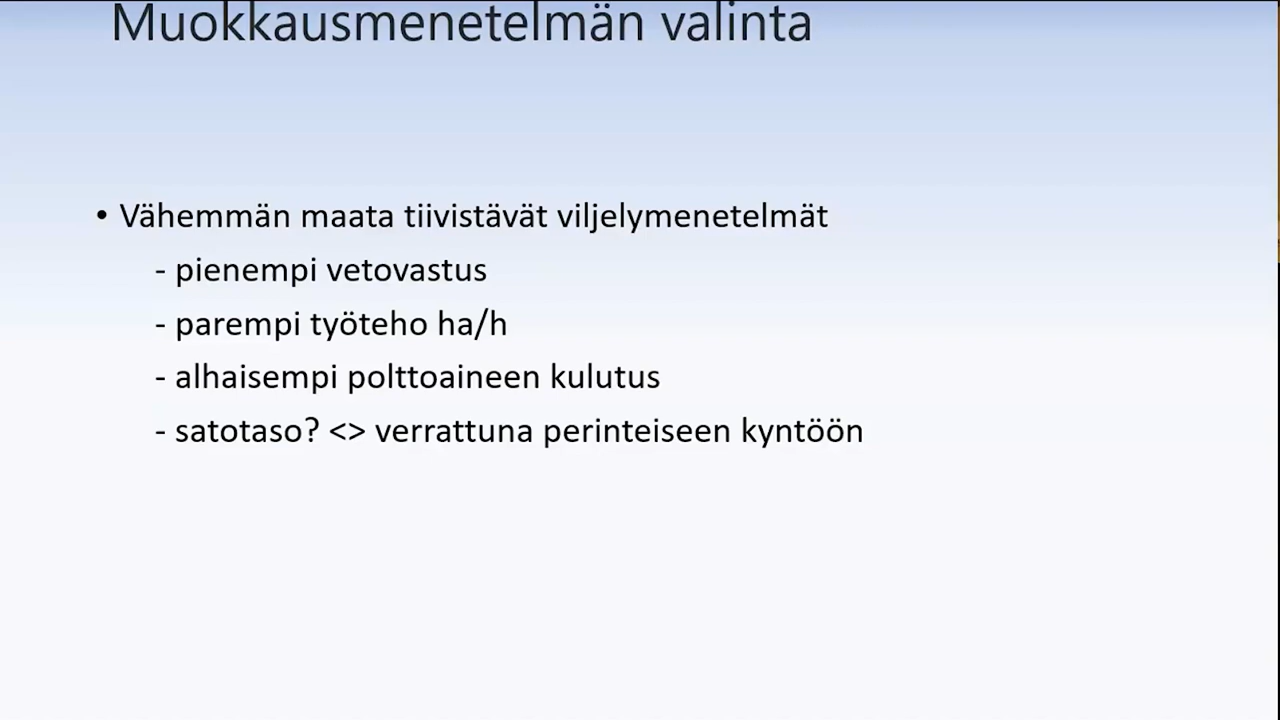 Muokkausmenetelmän valinta
• Vähemmän maata tiivistävät viljelymenetelmät
- pienempi vetovastus
- parempi työteho ha/h
- alhaisempi polttoaineen kulutus
- satotaso? <> verrattuna perinteiseen kyntöön